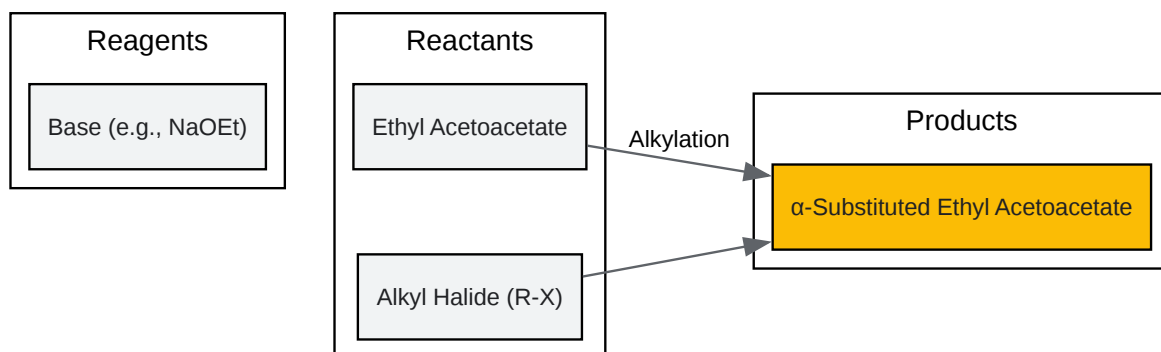 Reagents
Base (e.g., NaOEt)
Reactants
Ethyl Acetoacetate
Alkyl Halide (R-X)
Alkylation
Products
α-Substituted Ethyl Acetoacetate